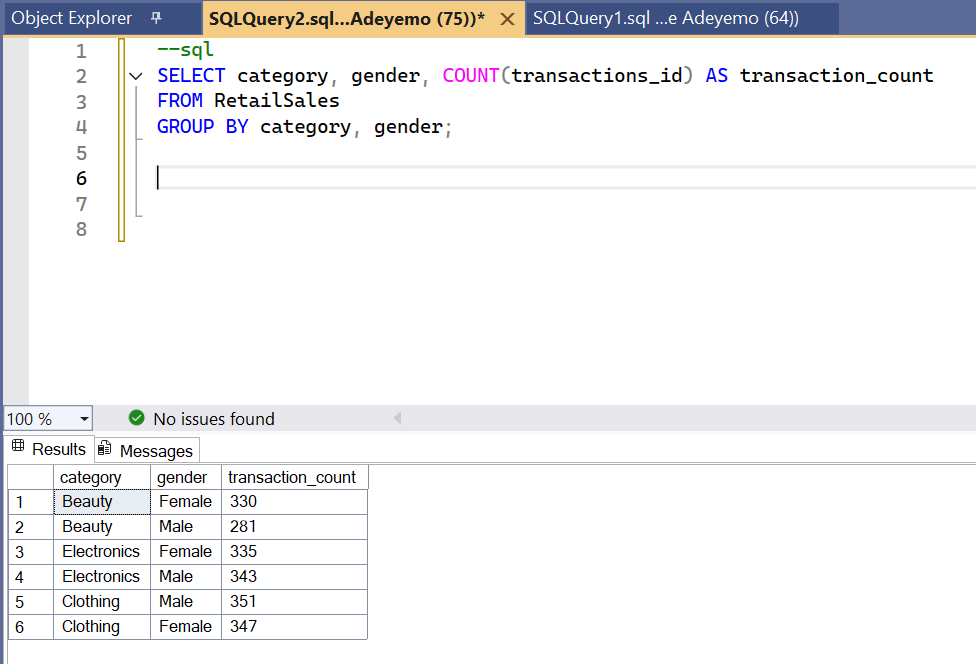 Object Explorer SQLQuery2.sql...Adeyemo (75))* SQLQuery1.sql ...e Adeyemo (64))
1 --sql
2 SELECT category, gender, COUNT(transactions_id) AS transaction_count
3 FROM RetailSales
4 GROUP BY category, gender;
5
6
7
8
100 % No issues found
Results Messages
category gender transaction_count
1 Beauty Female 330
2 Beauty Male 281
3 Electronics Female 335
4 Electronics Male 343
5 Clothing Male 351
6 Clothing Female 347